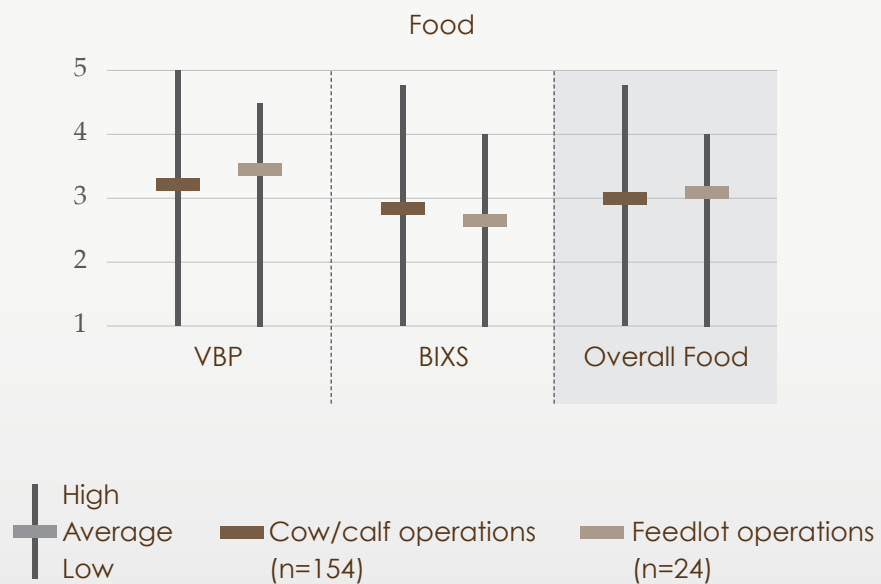 Food
5
4
3
2
1
VBP
BIXS
Overall Food
High
Average
Low
Cow/calf operations
(n=154)
Feedlot operations
(n=24)